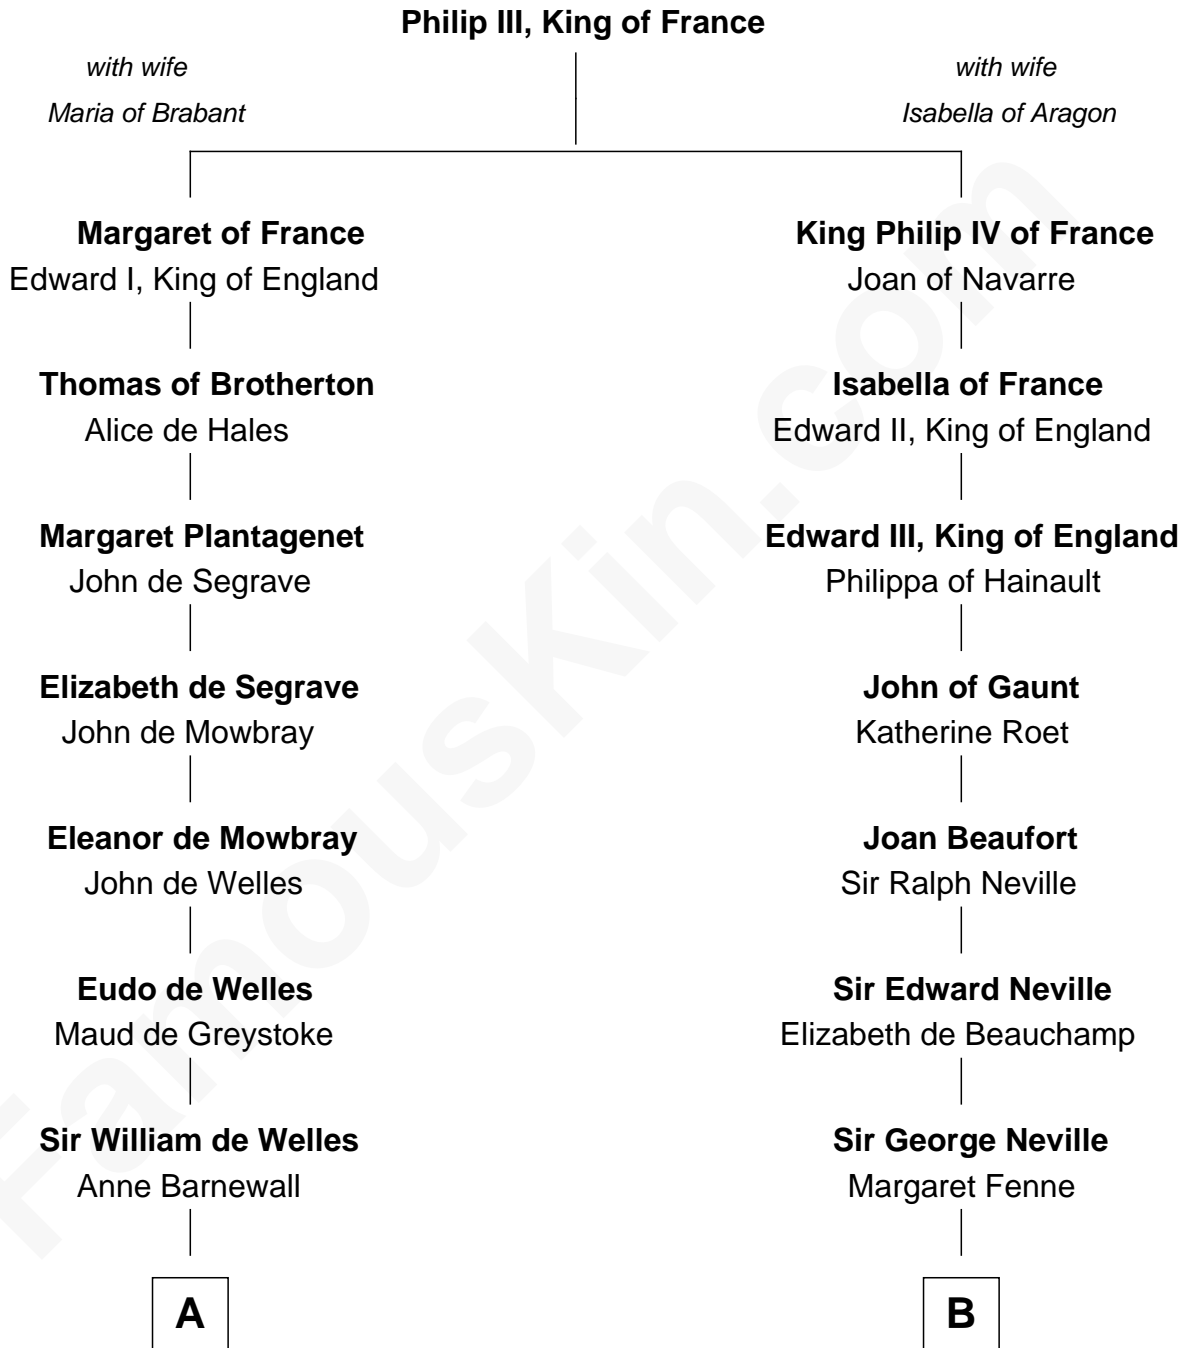 Philip III, King of France
with wife
Maria of Brabant
with wife
Isabella of Aragon
Margaret of France
Edward I, King of England
King Philip IV of France
Joan of Navarre
Thomas of Brotherton
Alice de Hales
Isabella of France
Edward II, King of England
Margaret Plantagenet
John de Segrave
Edward III, King of England
Philippa of Hainault
Elizabeth de Segrave
John de Mowbray
John of Gaunt
Katherine Roet
Eleanor de Mowbray
John de Welles
Joan Beaufort
Sir Ralph Neville
Eudo de Welles
Maud de Greystoke
Sir Edward Neville
Elizabeth de Beauchamp
Sir William de Welles
Anne Barnewall
Sir George Neville
Margaret Fenne
A
B
FamousKin.com